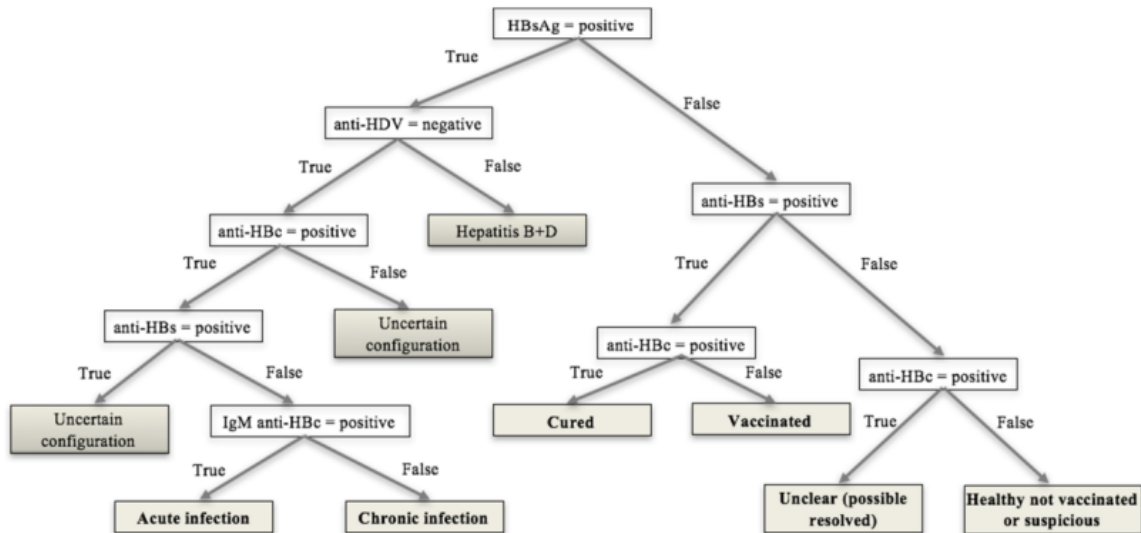 HBsAg = positive
True
False
anti-HDV = negative
True
False
anti-HBs = positive
anti-HBc = positive
Hepatitis B+D
True
False
True
False
anti-HBs = positive
Uncertain
configuration
anti-HBc = positive
anti-HBc = positive
True
False
True
False
Uncertain
configuration
IgM anti-HBc = positive
Cured
Vaccinated
True
False
True
False
Acute infection
Chronic infection
Unclear (possible
resolved)
Healthy not vaccinated
or suspicious